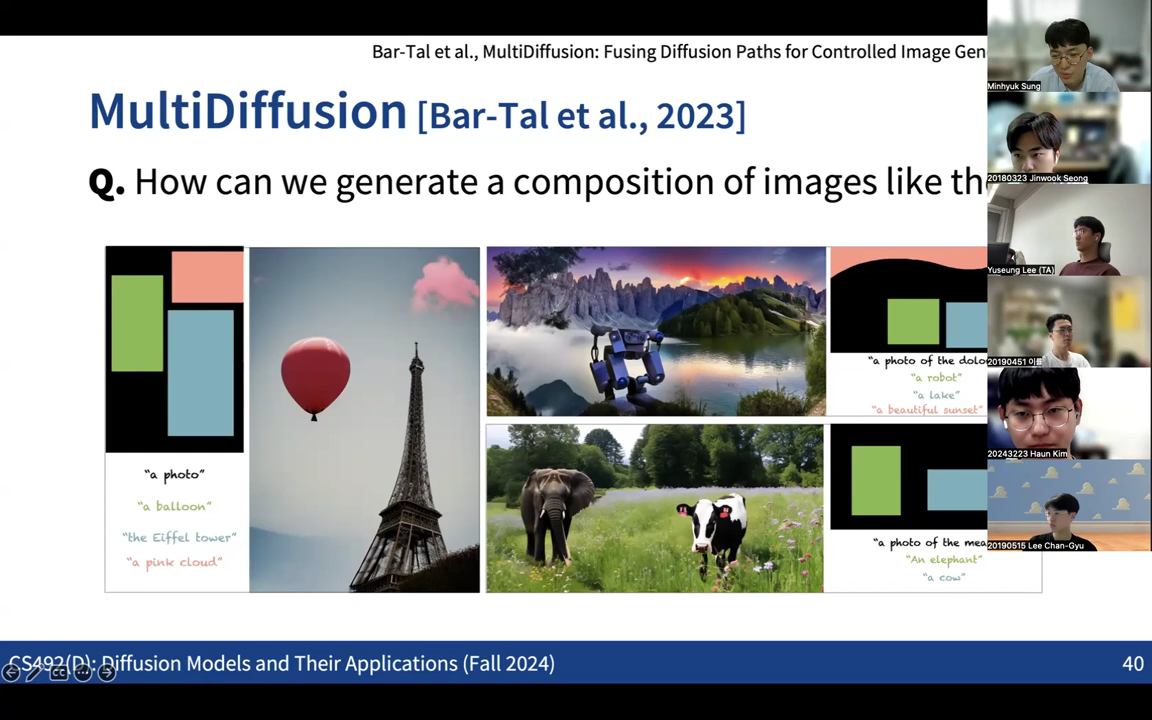 Bar-Tal et al., MultiDiffusion: Fusing Diffusion Paths for Controlled Image Gen
MultiDiffusion [Bar-Tal et al., 2023]
Q. How can we generate a composition of images like th
"a photo"
"a balloon"
"the Eiffel tower"
"a pink cloud"
"a photo of the dolo
"a robot"
"a lake"
"a beautiful sunset"
"a photo of the mea
"An elephant"
"a cow"
CS492(D): Diffusion Models and Their Applications (Fall 2024)
40
Minhyuk Sung
20180323 Jinwook Seong
Yuseung Lee (TA)
20190451 이름
20243223 Haun Kim
20190515 Lee Chan-Gyu